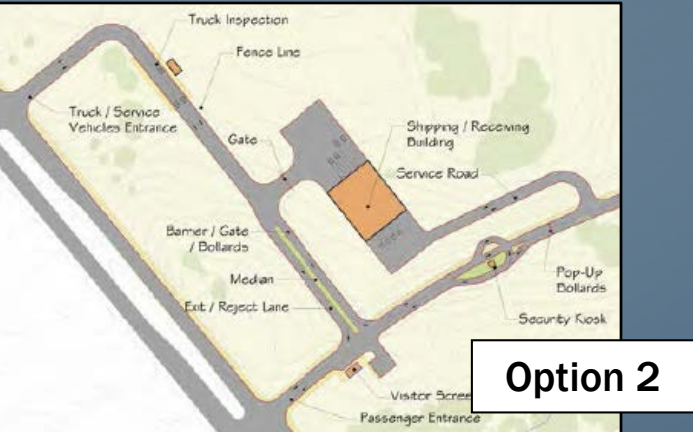 Truck Inspection
Fence Line
Truck / Service
Vehicles Entrance
Gate
Shipping / Receiving
Building
Service Road
Barrier / Gate
/ Bollards
Median
Exit / Reject Lane
Pop-Up
Bollards
Security Kiosk
Option 2
Visitor
Passenger Entrance